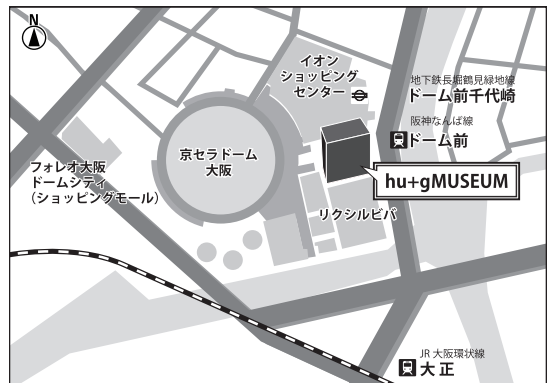 N
イオン
ショッピング
センター
地下鉄長堀鶴見緑地線
ドーム前千代崎
阪神なんば線
ドーム前
京セラドーム
大阪
フォレオ大阪
ドームシティ
(ショッピングモール)
hu+gMUSEUM
リクシルビバ
JR 大阪環状線
大正